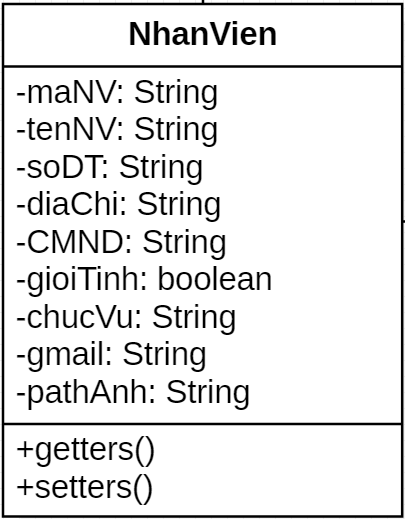 NhanVien
-maNV: String
-tenNV: String
-soDT: String
-diaChi: String
-CMND: String
-gioiTinh: boolean
-chucVu: String
-gmail: String
-pathAnh: String
+getters()
+setters()